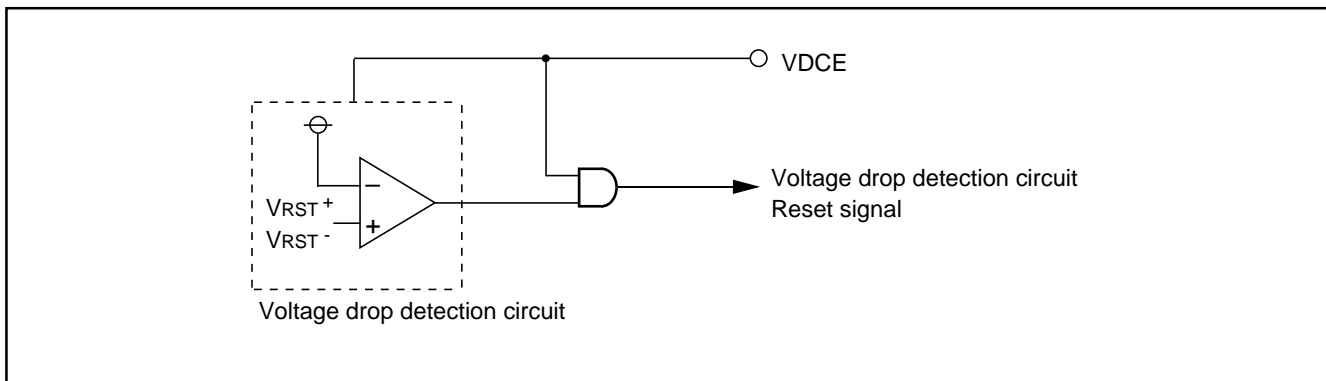 VDCE
−
VRST +
+
VRST -
Voltage drop detection circuit
Reset signal
Voltage drop detection circuit